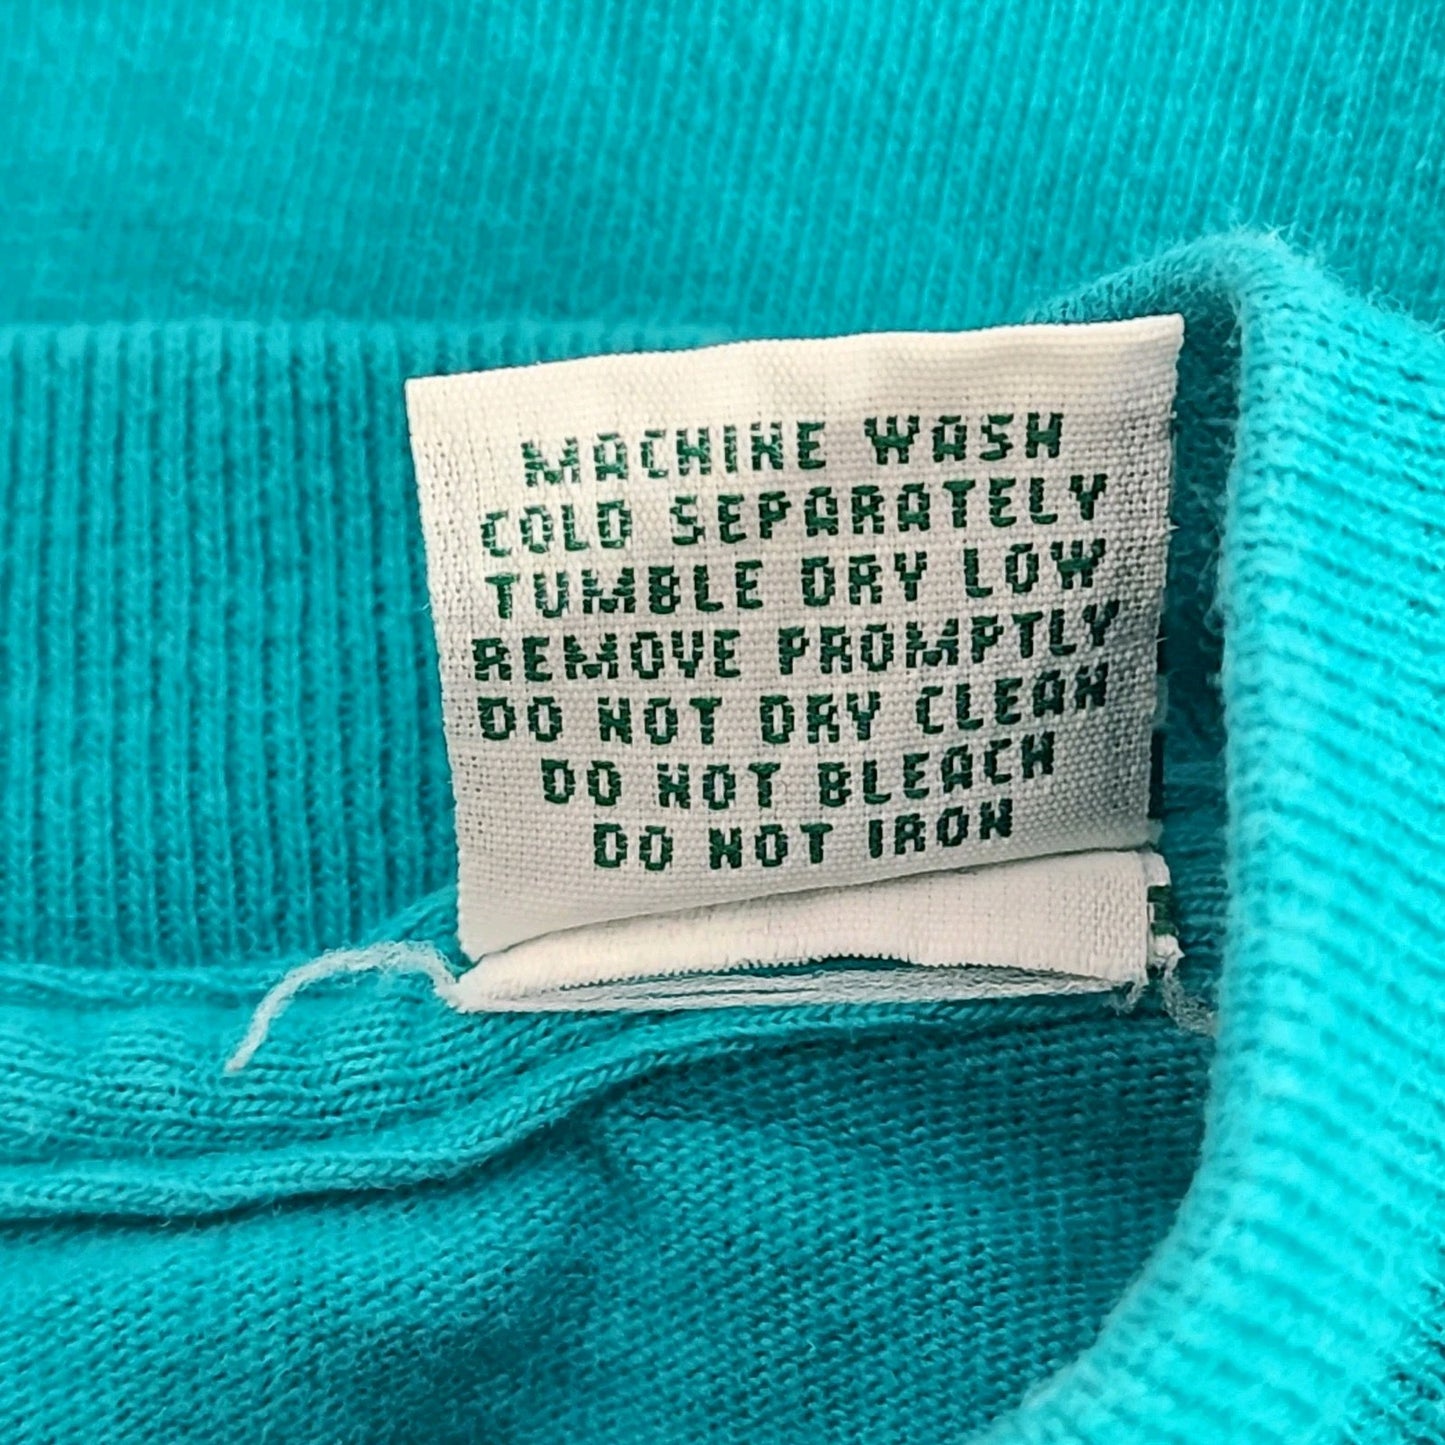 MACHINE WASH
COLD SEPARATELY
TUMBLE DRY LOW
REMOVE PROMPTLY
DO NOT DRY CLEAN
DO NOT BLEACH
DO NOT IRON